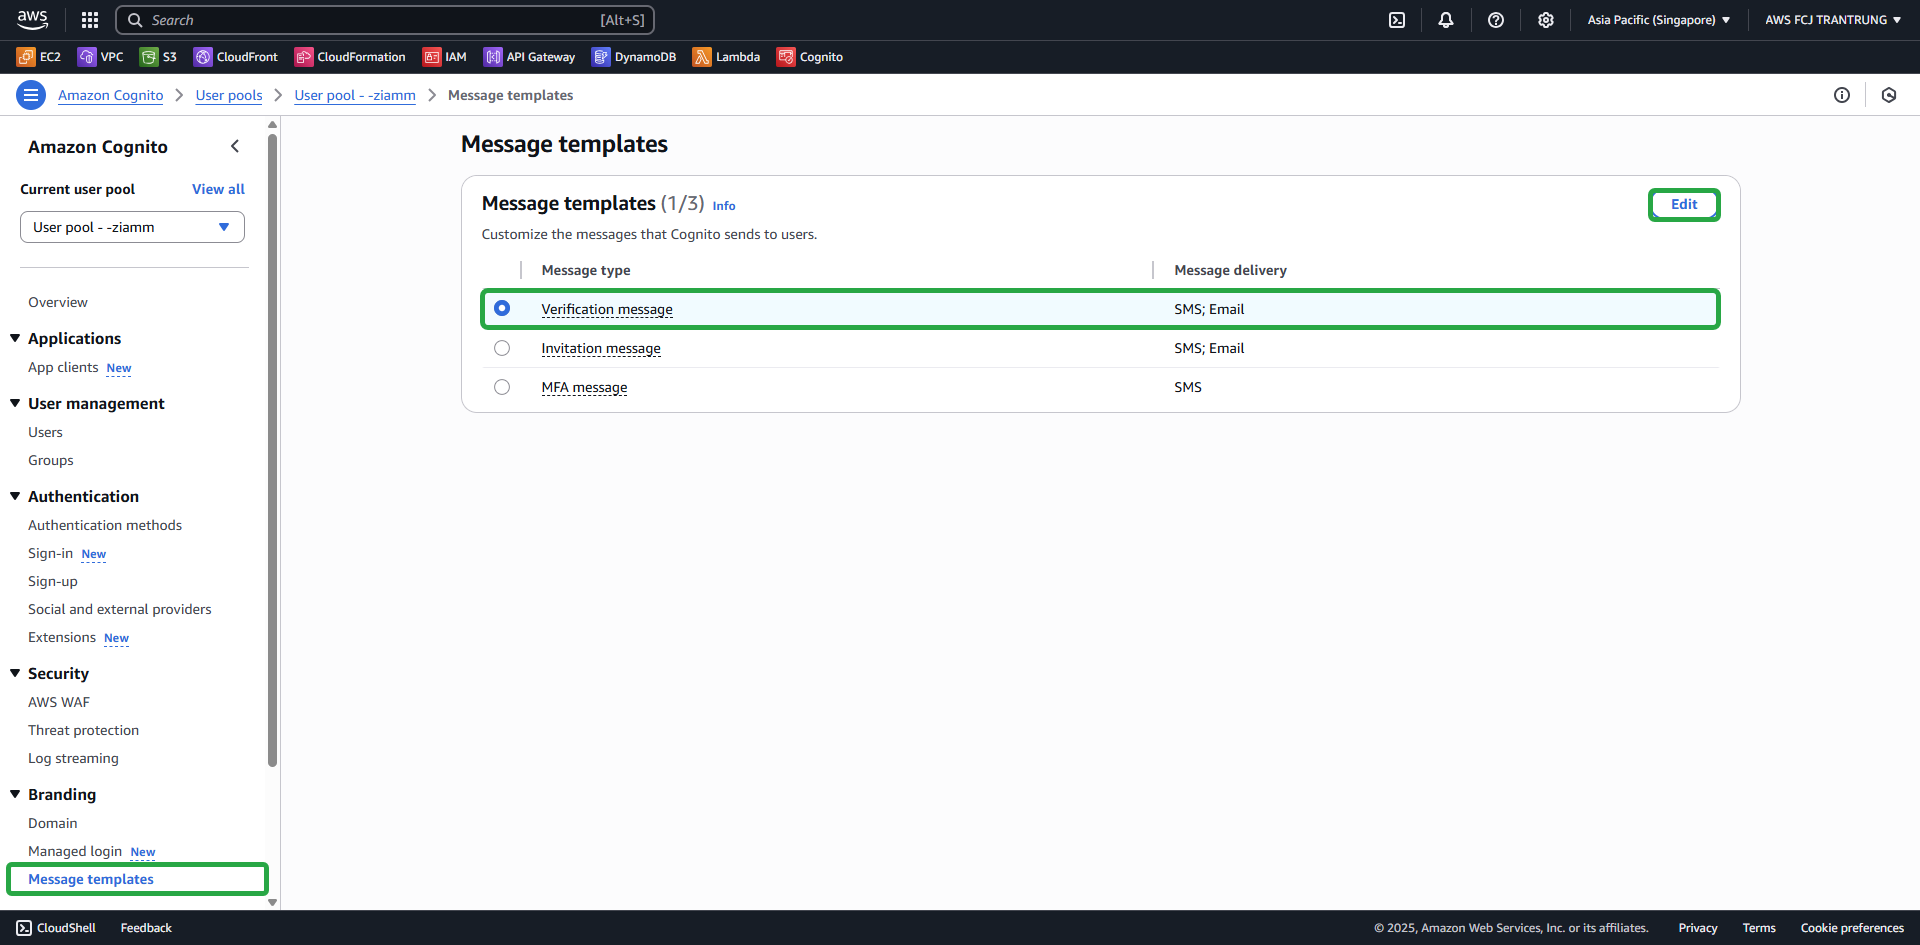 aws Search [Alt+S] Asia Pacific (Singapore) AWS FCJ TRANTRUNG
EC2 VPC S3 CloudFront CloudFormation IAM API Gateway DynamoDB Lambda Cognito
Amazon Cognito User pools User pool - -ziamm Message templates
Amazon Cognito
Current user pool View all
User pool - -ziamm
Overview
Applications
App clients New
User management
Users
Groups
Authentication
Authentication methods
Sign-in New
Sign-up
Social and external providers
Extensions New
Security
AWS WAF
Threat protection
Log streaming
Branding
Domain
Managed login New
Message templates
Message templates
Message templates (1/3) Info
Edit
Customize the messages that Cognito sends to users.
Message type Message delivery
Verification message SMS; Email
Invitation message SMS; Email
MFA message SMS
CloudShell Feedback © 2025, Amazon Web Services, Inc. or its affiliates. Privacy Terms Cookie preferences